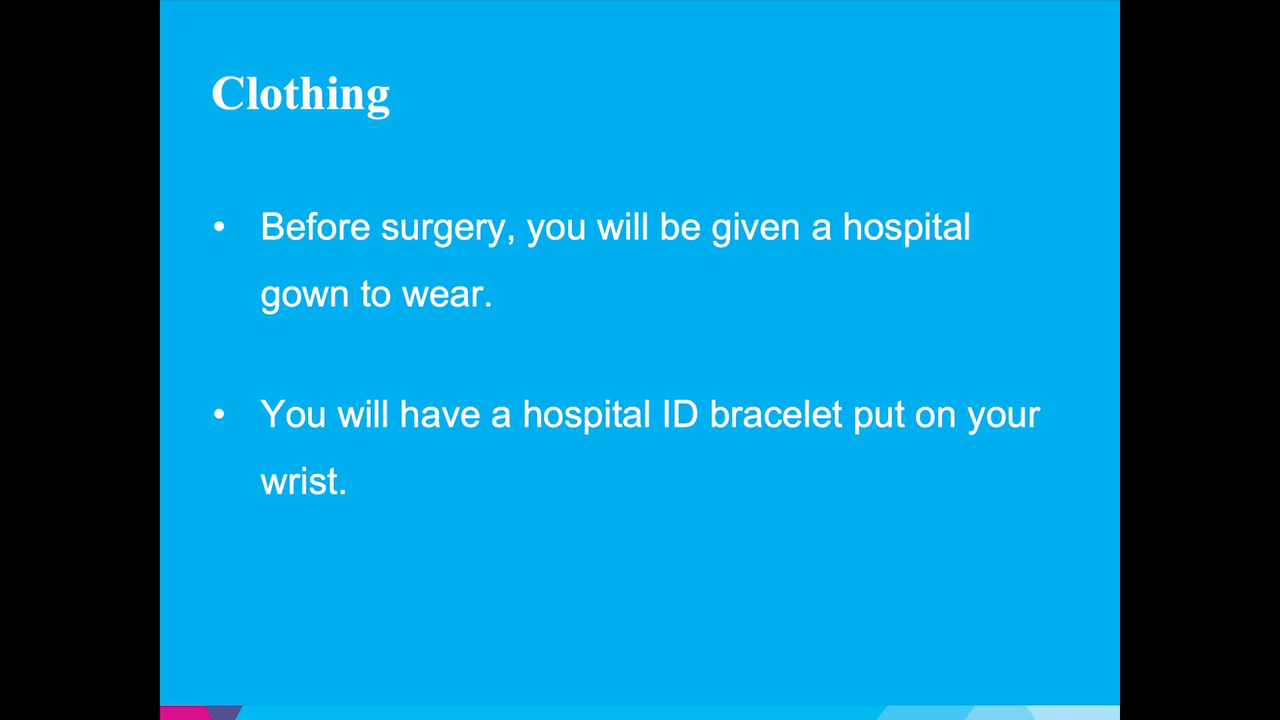 Clothing
• Before surgery, you will be given a hospital
gown to wear.
• You will have a hospital ID bracelet put on your
wrist.